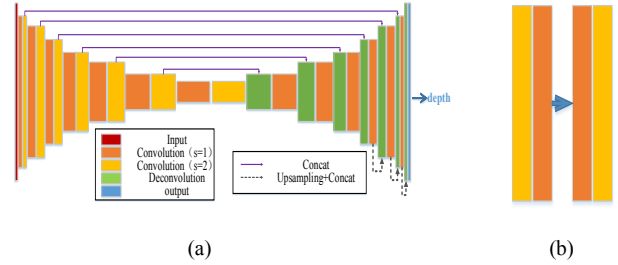 depth
Input
Convolution (s=1)
Convolution (s=2)
Deconvolution
output
Concat
Upsampling+Concat
(a)
(b)